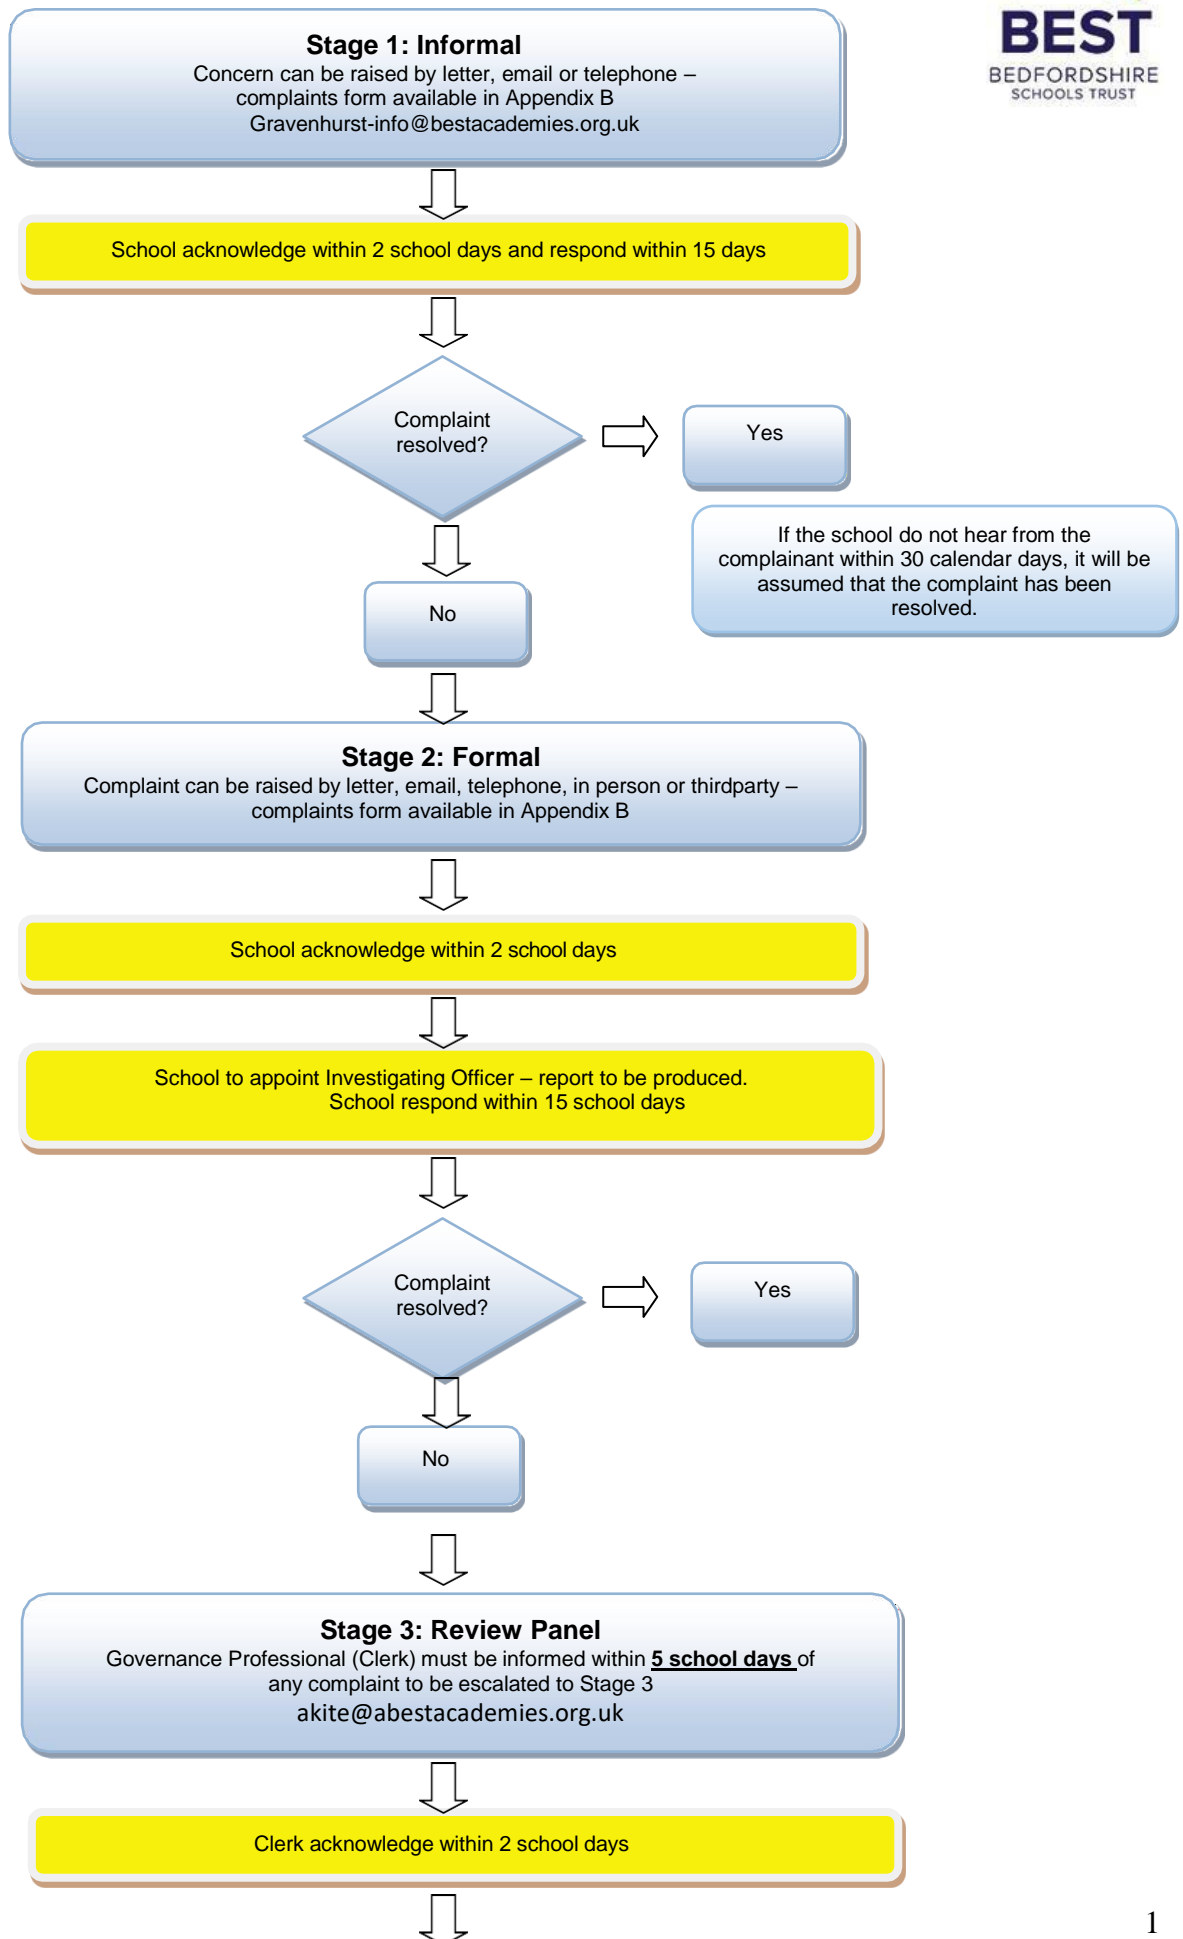 BEST
BEDFORDSHIRE
SCHOOLS TRUST
Stage 1: Informal
Concern can be raised by letter, email or telephone –
complaints form available in Appendix B
Gravenhurst-info@bestacademies.org.uk
School acknowledge within 2 school days and respond within 15 days
Complaint
resolved?
Yes
If the school do not hear from the
complainant within 30 calendar days, it will be
assumed that the complaint has been
resolved.
No
Stage 2: Formal
Complaint can be raised by letter, email, telephone, in person or thirdparty –
complaints form available in Appendix B
School acknowledge within 2 school days
School to appoint Investigating Officer – report to be produced.
School respond within 15 school days
Complaint
resolved?
Yes
No
Stage 3: Review Panel
Governance Professional (Clerk) must be informed within 5 school days of
any complaint to be escalated to Stage 3
akite@abestacademies.org.uk
Clerk acknowledge within 2 school days
1